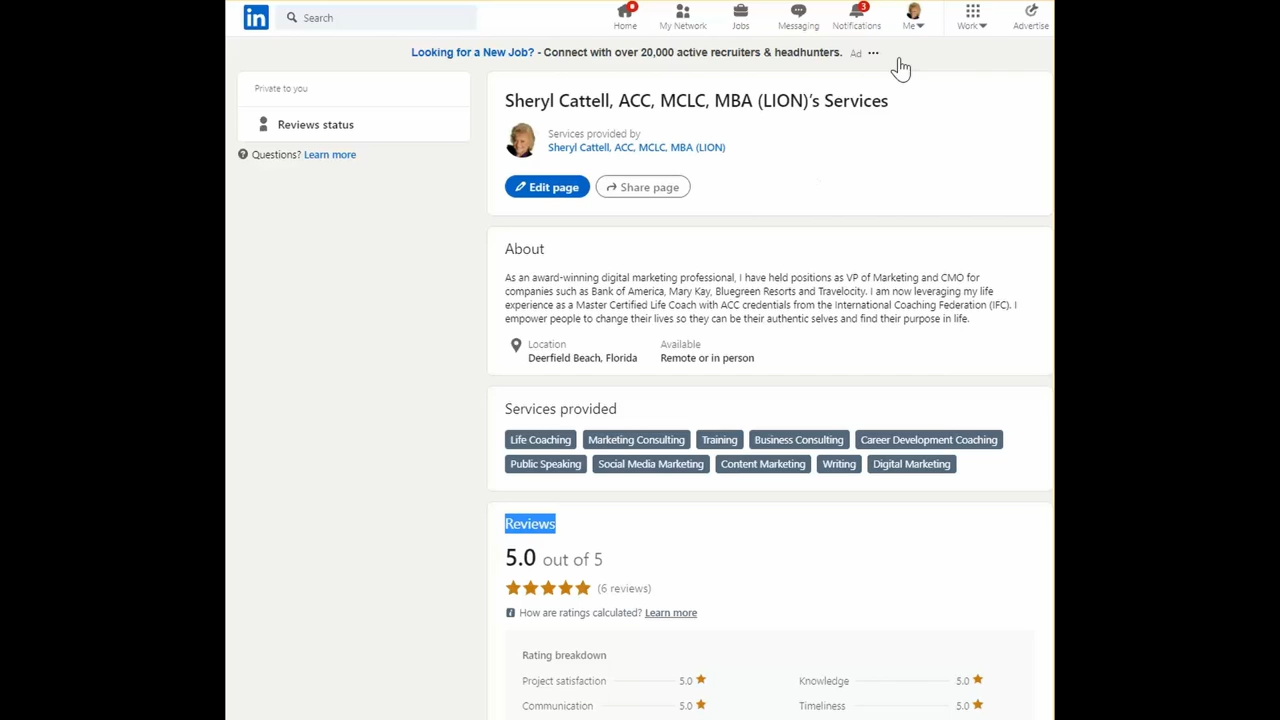 in
Search
Home
My Network
Jobs
Messaging
3
Notifications
Me
Work
Advertise
Looking for a New Job? - Connect with over 20,000 active recruiters & headhunters. Ad ...
Private to you
Reviews status
Questions? Learn more
Sheryl Cattell, ACC, MCLC, MBA (LION)'s Services
Services provided by
Sheryl Cattell, ACC, MCLC, MBA (LION)
Edit page
Share page
About
As an award-winning digital marketing professional, I have held positions as VP of Marketing and CMO for
companies such as Bank of America, Mary Kay, Bluegreen Resorts and Travelocity. I am now leveraging my life
experience as a Master Certified Life Coach with ACC credentials from the International Coaching Federation (IFC). I
empower people to change their lives so they can be their authentic selves and find their purpose in life.
Location
Deerfield Beach, Florida
Available
Remote or in person
Services provided
Life Coaching Marketing Consulting Training Business Consulting Career Development Coaching
Public Speaking Social Media Marketing Content Marketing Writing Digital Marketing
Reviews
5.0 out of 5
(6 reviews)
How are ratings calculated? Learn more
Rating breakdown
Project satisfaction 5.0
Knowledge 5.0
Communication 5.0
Timeliness 5.0